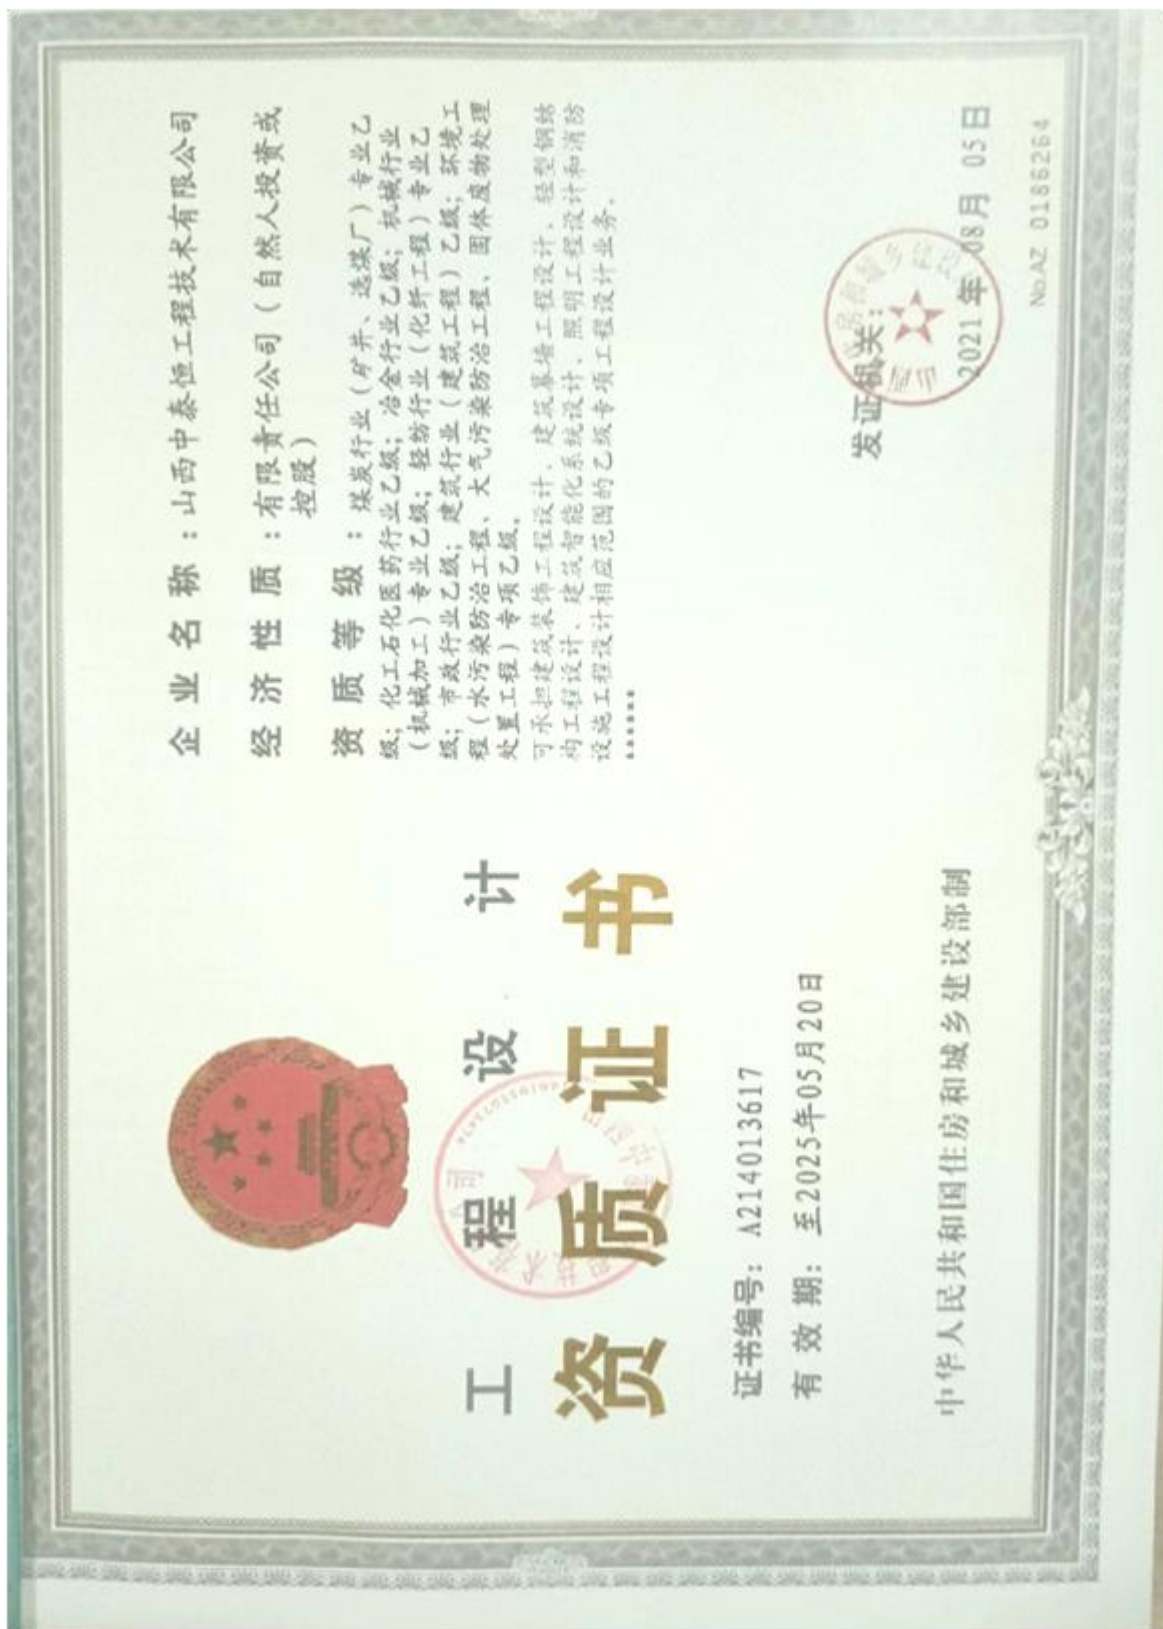 工程设计
资质证书
证书编号：A214013617
有效期：至2025年05月20日
中华人民共和国住房和城乡建设部制
企业名称：山西中泰恒工程技术有限公司
经济性质：有限责任公司（自然人投资或
控股）
资质等级：煤炭行业（矿井、选煤厂）专业乙
级；化工石化医药行业乙级；冶金行业乙级；机械行业
（机械加工）专业乙级；轻纺行业（化纤工程）专业乙
级；市政行业乙级；建筑行业（建筑工程）乙级；环境工
程（水污染防治工程、大气污染防治工程、固体废物处理
处置工程）专项乙级。
可承担建筑装饰工程设计、建筑幕墙工程设计、轻型钢结
构工程设计、建筑智能化系统设计、照明工程设计和消防
设施工程设计相应范围的乙级专项工程设计业务。
******
发证机关：
2021年08月05日
No.AZ 0186264